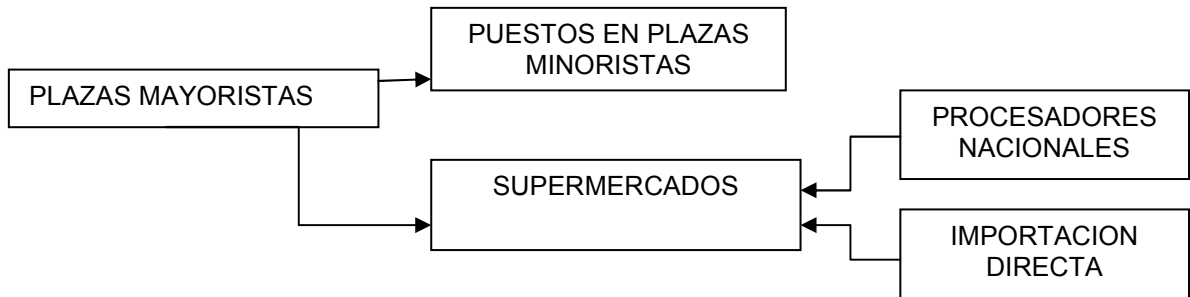 PUESTOS EN PLAZAS
MINORISTAS
PLAZAS MAYORISTAS
PROCESADORES
NACIONALES
SUPERMERCADOS
IMPORTACION
DIRECTA